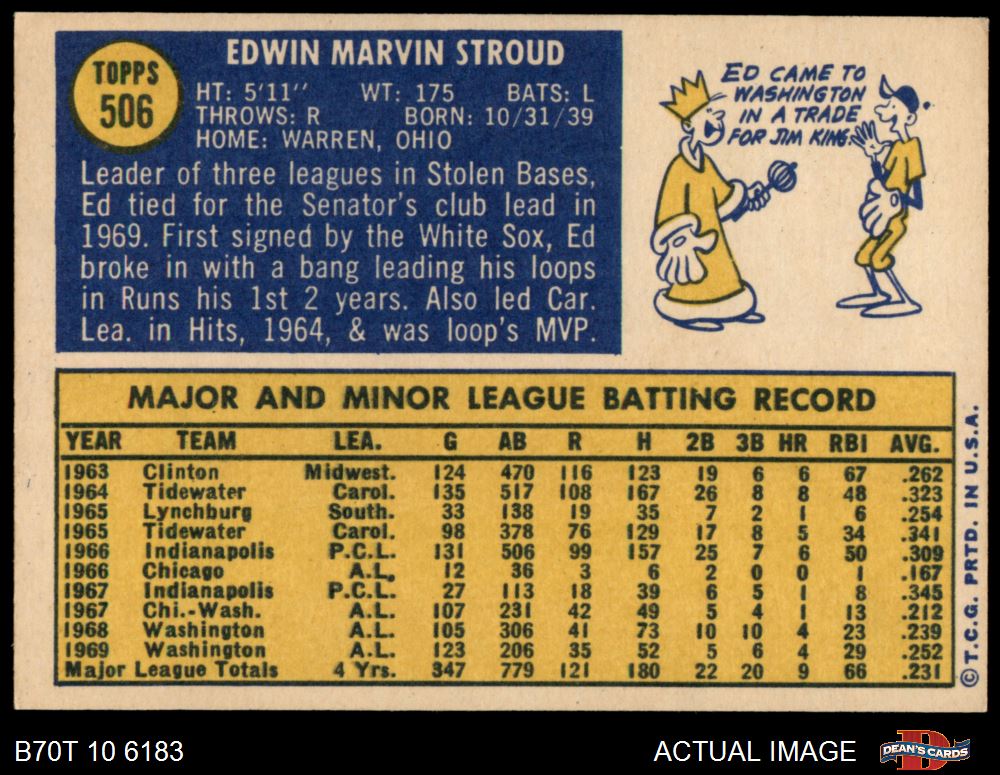 TOPPS
506
EDWIN MARVIN STROUD
HT: 5'11'' WT: 175 BATS: L
THROWS: R BORN: 10/31/39
HOME: WARREN, OHIO
Leader of three leagues in Stolen Bases,
Ed tied for the Senator's club lead in
1969. First signed by the White Sox, Ed
broke in with a bang leading his loops
in Runs his 1st 2 years. Also led Car.
Lea. in Hits, 1964, & was loop's MVP.
ED CAME TO
WASHINGTON
IN A TRADE
FOR JIM KING.
MAJOR AND MINOR LEAGUE BATTING RECORD
YEAR TEAM LEA. G AB R H 2B 3B HR RBI AVG.
1963 Clinton Midwest. 124 470 116 123 19 6 6 67 .262
1964 Tidewater Carol. 135 517 108 167 26 8 8 48 .323
1965 Lynchburg South. 33 138 19 35 7 2 1 6 .254
1965 Tidewater Carol. 98 378 76 129 17 8 5 34 .341
1966 Indianapolis P.C.L. 131 506 99 157 25 7 6 50 .309
1966 Chicago A.L. 12 36 3 6 2 0 0 1 .167
1967 Indianapolis P.C.L. 27 113 18 39 6 5 1 8 .345
1967 Chi.-Wash. A.L. 107 231 42 49 5 4 1 13 .212
1968 Washington A.L. 105 306 41 73 10 10 4 23 .239
1969 Washington A.L. 123 206 35 52 5 6 4 29 .252
Major League Totals 4 Yrs. 347 779 121 180 22 20 9 66 .231
© T.C.G. PRTD. IN U.S.A.
B70T 10 6183
ACTUAL IMAGE
D
DEAN'S CARDS